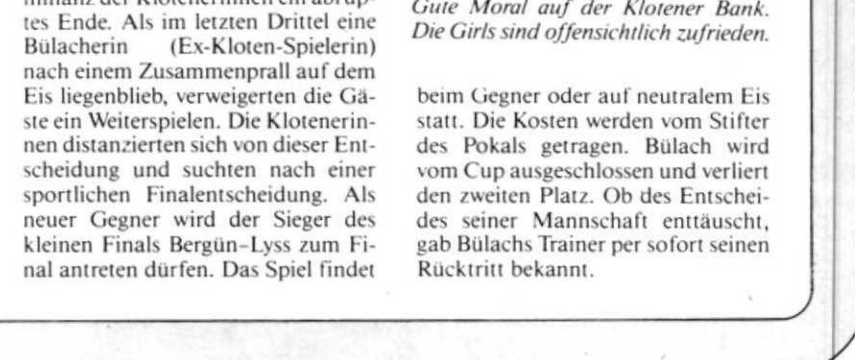 tes Ende. Als im letzten Drittel eine
Bülacherin (Ex-Kloten-Spielerin)
nach einem Zusammenprall auf dem
Eis liegenblieb, verweigerten die Gä-
ste ein Weiterspielen. Die Klotenerin-
nen distanzierten sich von dieser Ent-
scheidung und suchten nach einer
sportlichen Finalentscheidung. Als
neuer Gegner wird der Sieger des
kleinen Finals Bergün-Lyss zum Fi-
nal antreten dürfen. Das Spiel findet
Gute Moral auf der Klotener Bank.
Die Girls sind offensichtlich zufrieden.
beim Gegner oder auf neutralem Eis
statt. Die Kosten werden vom Stifter
des Pokals getragen. Bülach wird
vom Cup ausgeschlossen und verliert
den zweiten Platz. Ob des Entschei-
des seiner Mannschaft enttäuscht,
gab Bülachs Trainer per sofort seinen
Rücktritt bekannt.